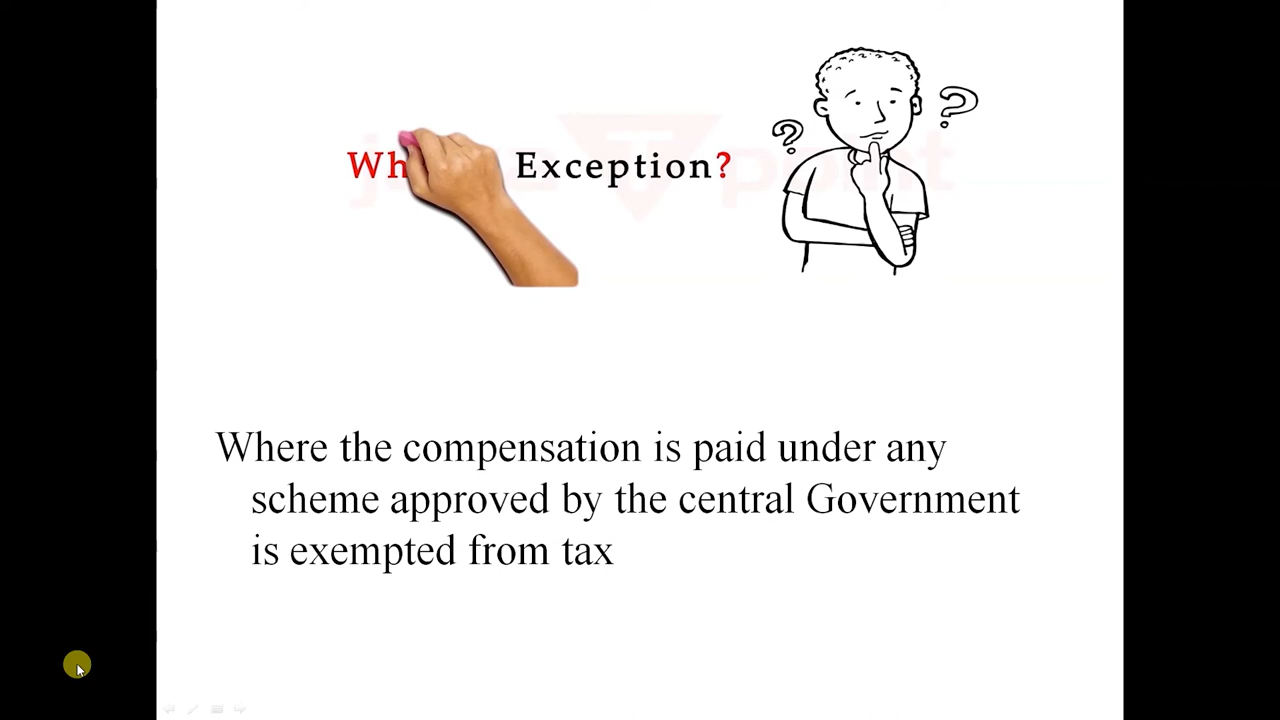 Wh Exception?
Where the compensation is paid under any
scheme approved by the central Government
is exempted from tax